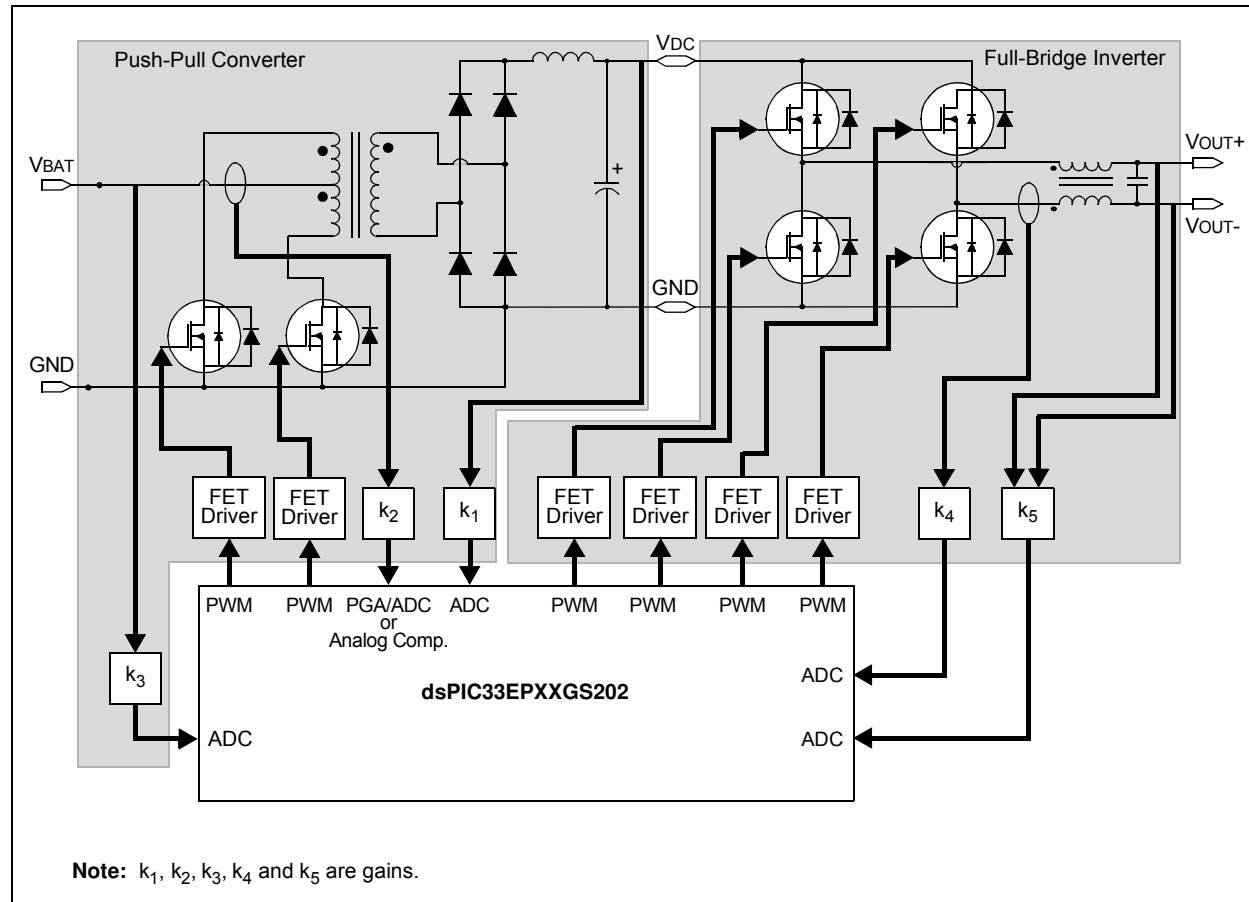 Push-Pull Converter
VDC
Full-Bridge Inverter
VBAT
VOUT+
VOUT-
+
GND
GND
FET
Driver
FET
Driver
k2
k1
FET
Driver
FET
Driver
FET
Driver
FET
Driver
k4
k5
PWM
PWM
PGA/ADC
or
Analog Comp.
ADC
PWM
PWM
PWM
PWM
k3
ADC
dsPIC33EPXXGS202
ADC
ADC
Note: k1, k2, k3, k4 and k5 are gains.